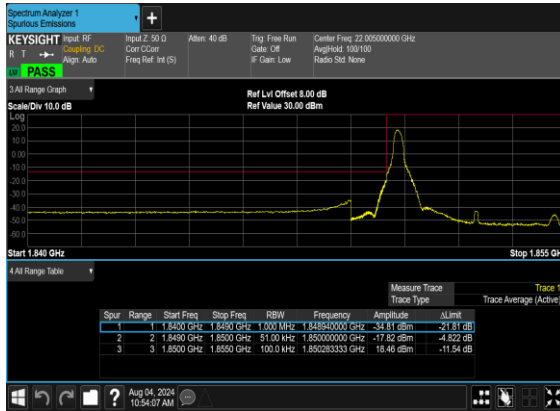 Spectrum Analyzer 1
Spurious Emissions
KEYSIGHT Input: RF Input Z: 50 Ω Atten: 40 dB Trig: Free Run Center Freq: 22.005000000 GHz
R T Coupling: DC Corr CCorr Gate: Off Avg|Hold: 100/100
Align: Auto Freq Ref: Int (S) IF Gain: Low Radio Std: None
LW PASS
3 All Range Graph Ref Lvl Offset 8.00 dB
Scale/Div 10.0 dB Ref Value 30.00 dBm
Log
20.0
10.0
0.00
-10.0
-20.0
-30.0
-40.0
-50.0
-60.0
Start 1.840 GHz Stop 1.855 GH
4 All Range Table
Measure Trace Trace 1
Trace Type Trace Average (Active)
Spur Range Start Freq Stop Freq RBW Frequency Amplitude ΔLimit
1 1 1.8400 GHz 1.8490 GHz 1.000 MHz 1.848940000 GHz -34.81 dBm -21.81 dB
2 2 1.8490 GHz 1.8500 GHz 51.00 kHz 1.850000000 GHz -17.82 dBm -4.822 dB
3 3 1.8500 GHz 1.8550 GHz 100.0 kHz 1.850283333 GHz 18.46 dBm -11.54 dB
? Aug 04, 2024
10:54:07 AM